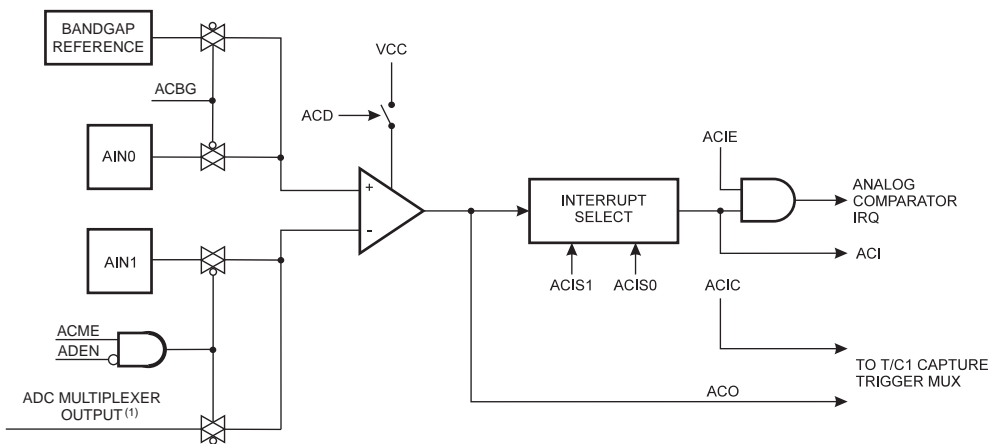 BANDGAP
REFERENCE
ACBG
AIN0
AIN1
ACME
ADEN
ADC MULTIPLEXER
OUTPUT (1)
VCC
ACD
+
-
INTERRUPT
SELECT
ACIS1 ACIS0
ACIE
ANALOG
COMPARATOR
IRQ
ACI
ACIC
TO T/C1 CAPTURE
TRIGGER MUX
ACO